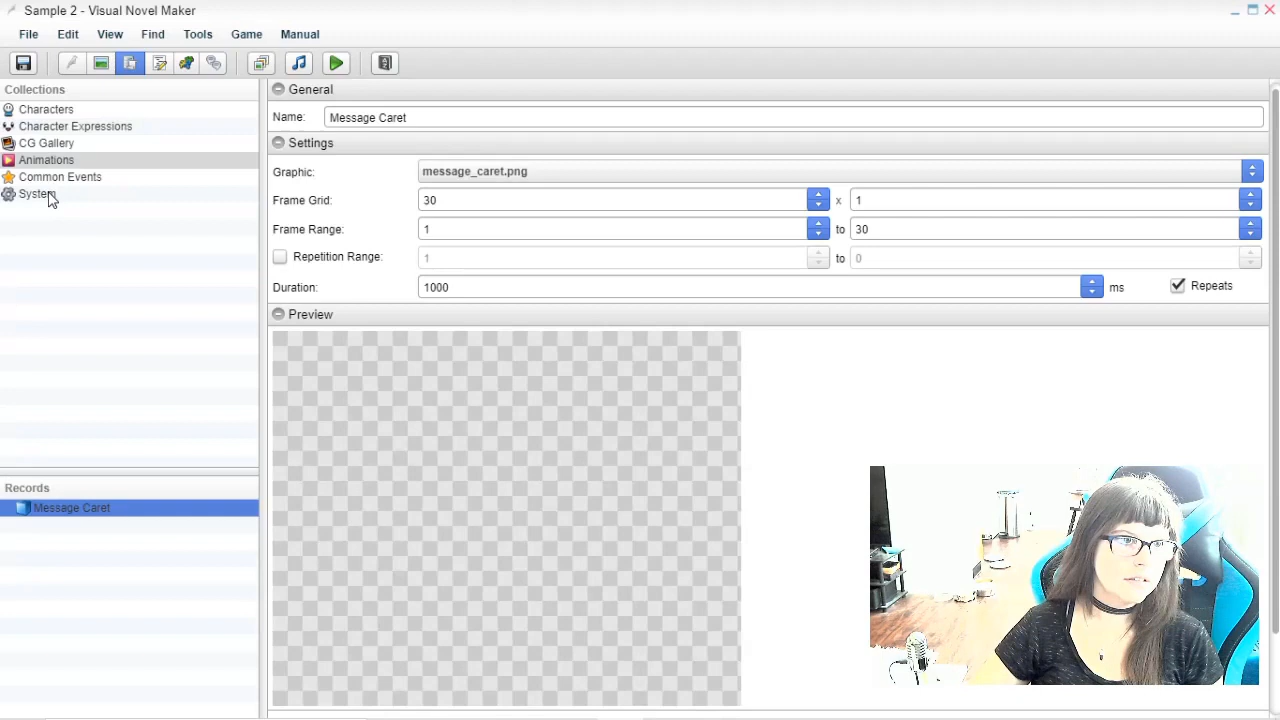 Sample 2 - Visual Novel Maker
File Edit View Find Tools Game Manual
Collections
Characters
Character Expressions
CG Gallery
Animations
Common Events
System
Records
Message Caret
General
Name: Message Caret
Settings
Graphic: message_caret.png
Frame Grid: 30 x 1
Frame Range: 1 to 30
Repetition Range: 1 to 0
Duration: 1000 ms Repeats
Preview